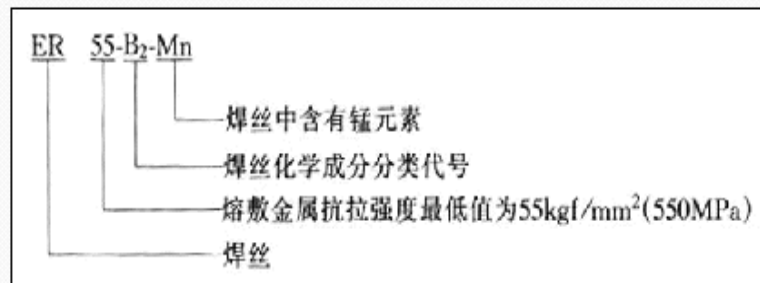 ER 55-B₂-Mn
焊丝中含有锰元素
焊丝化学成分分类代号
熔敷金属抗拉强度最低值为55kgf/mm²(550MPa)
焊丝